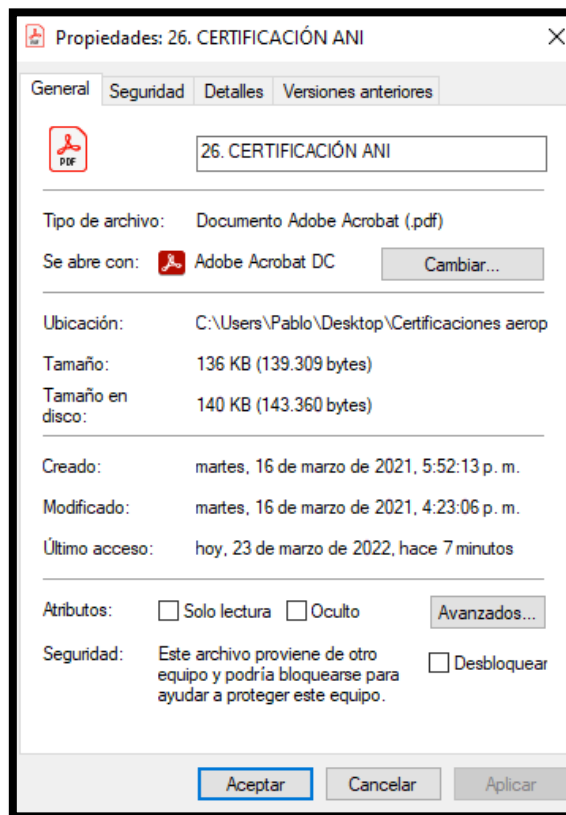 Propiedades: 26. CERTIFICACIÓN ANI
General Seguridad Detalles Versiones anteriores
PDF
26. CERTIFICACIÓN ANI
Tipo de archivo: Documento Adobe Acrobat (.pdf)
Se abre con: Adobe Acrobat DC Cambiar...
Ubicación: C:\Users\Pablo\Desktop\Certificaciones aerop
Tamaño: 136 KB (139.309 bytes)
Tamaño en
disco: 140 KB (143.360 bytes)
Creado: martes, 16 de marzo de 2021, 5:52:13 p. m.
Modificado: martes, 16 de marzo de 2021, 4:23:06 p. m.
Último acceso: hoy, 23 de marzo de 2022, hace 7 minutos
Atributos: Solo lectura Oculto Avanzados...
Seguridad: Este archivo proviene de otro
equipo y podría bloquearse para
ayudar a proteger este equipo.
Desbloquear
Aceptar Cancelar Aplicar